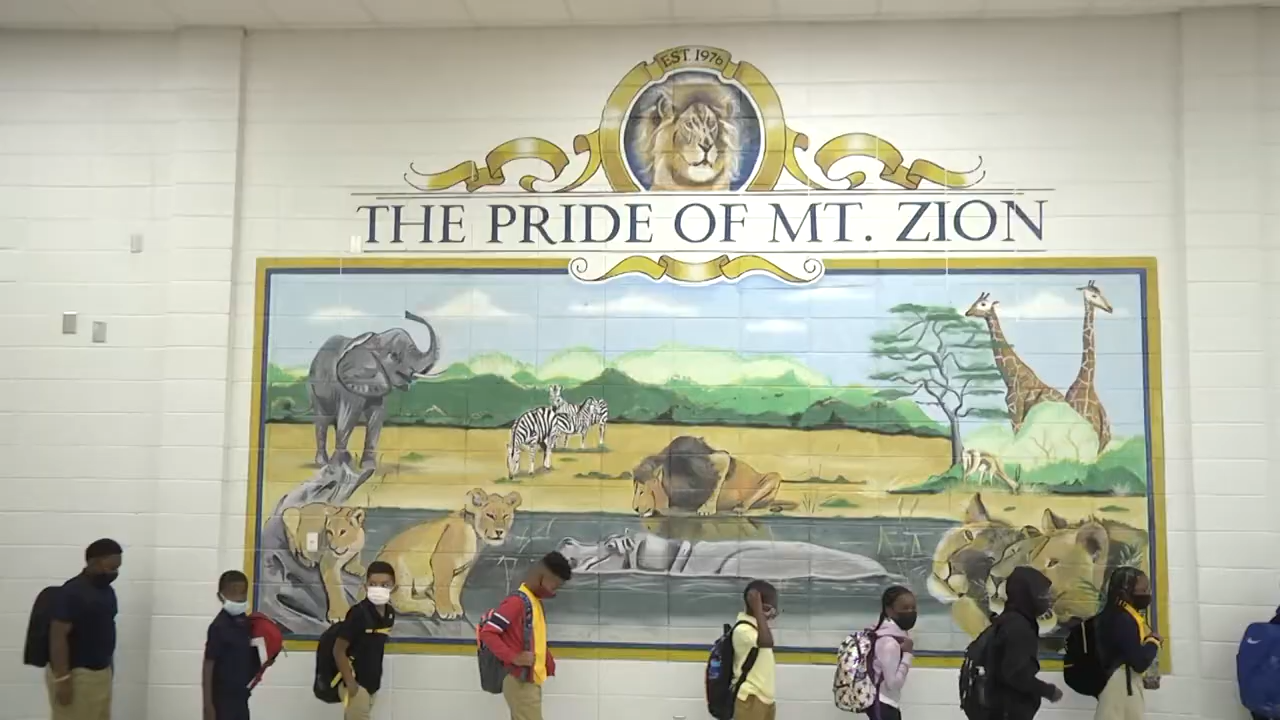 EST. 1976
THE PRIDE OF MT. ZION